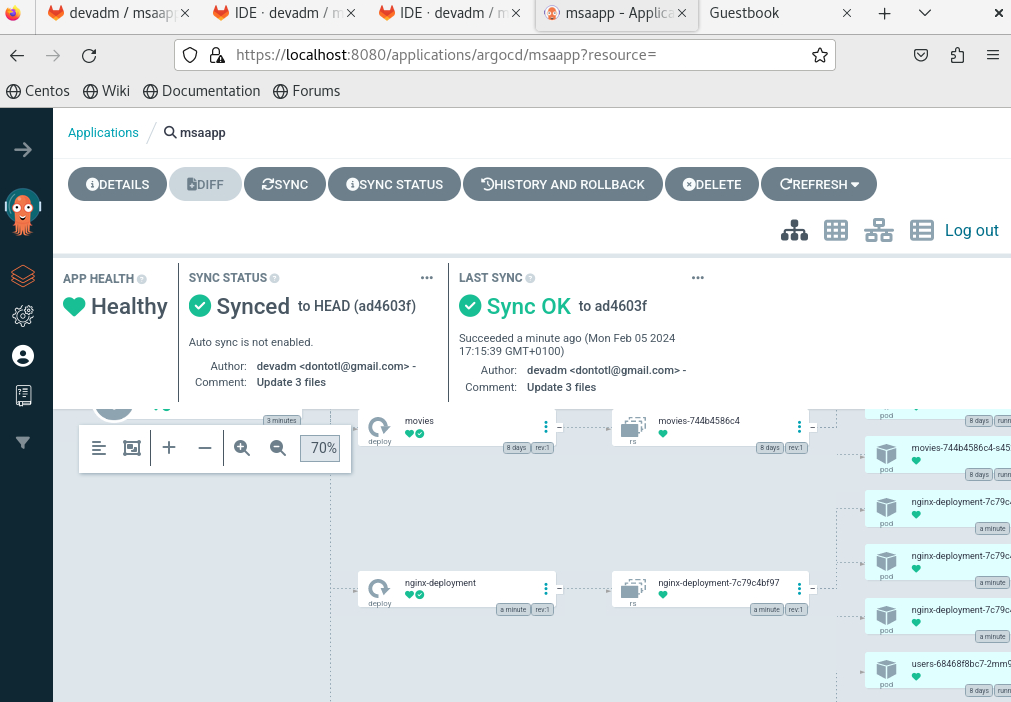 devadm / msaap
IDE · devadm / m
IDE · devadm / m
msaapp - Applica
Guestbook
https://localhost:8080/applications/argocd/msaapp?resource=
Centos
Wiki
Documentation
Forums
Applications
msaapp
DETAILS
DIFF
SYNC
SYNC STATUS
HISTORY AND ROLLBACK
DELETE
REFRESH
Log out
APP HEALTH
Healthy
SYNC STATUS
Synced to HEAD (ad4603f)
Auto sync is not enabled.
Author: devadm <dontotl@gmail.com> -
Comment: Update 3 files
LAST SYNC
Sync OK to ad4603f
Succeeded a minute ago (Mon Feb 05 2024
17:15:39 GMT+0100)
Author: devadm <dontotl@gmail.com> -
Comment: Update 3 files
3 minutes
70%
movies
deploy
8 days rev:1
movies-744b4586c4
rs
8 days rev:1
pod
8 days runn
movies-744b4586c4-s45
pod
8 days runn
nginx-deployment-7c79c4
pod
a minute
nginx-deployment
deploy
a minute rev:1
nginx-deployment-7c79c4bf97
rs
a minute rev:1
nginx-deployment-7c79c4
pod
a minute
nginx-deployment-7c79c4
pod
a minute
users-68468f8bc7-2mm9
pod
8 days runn